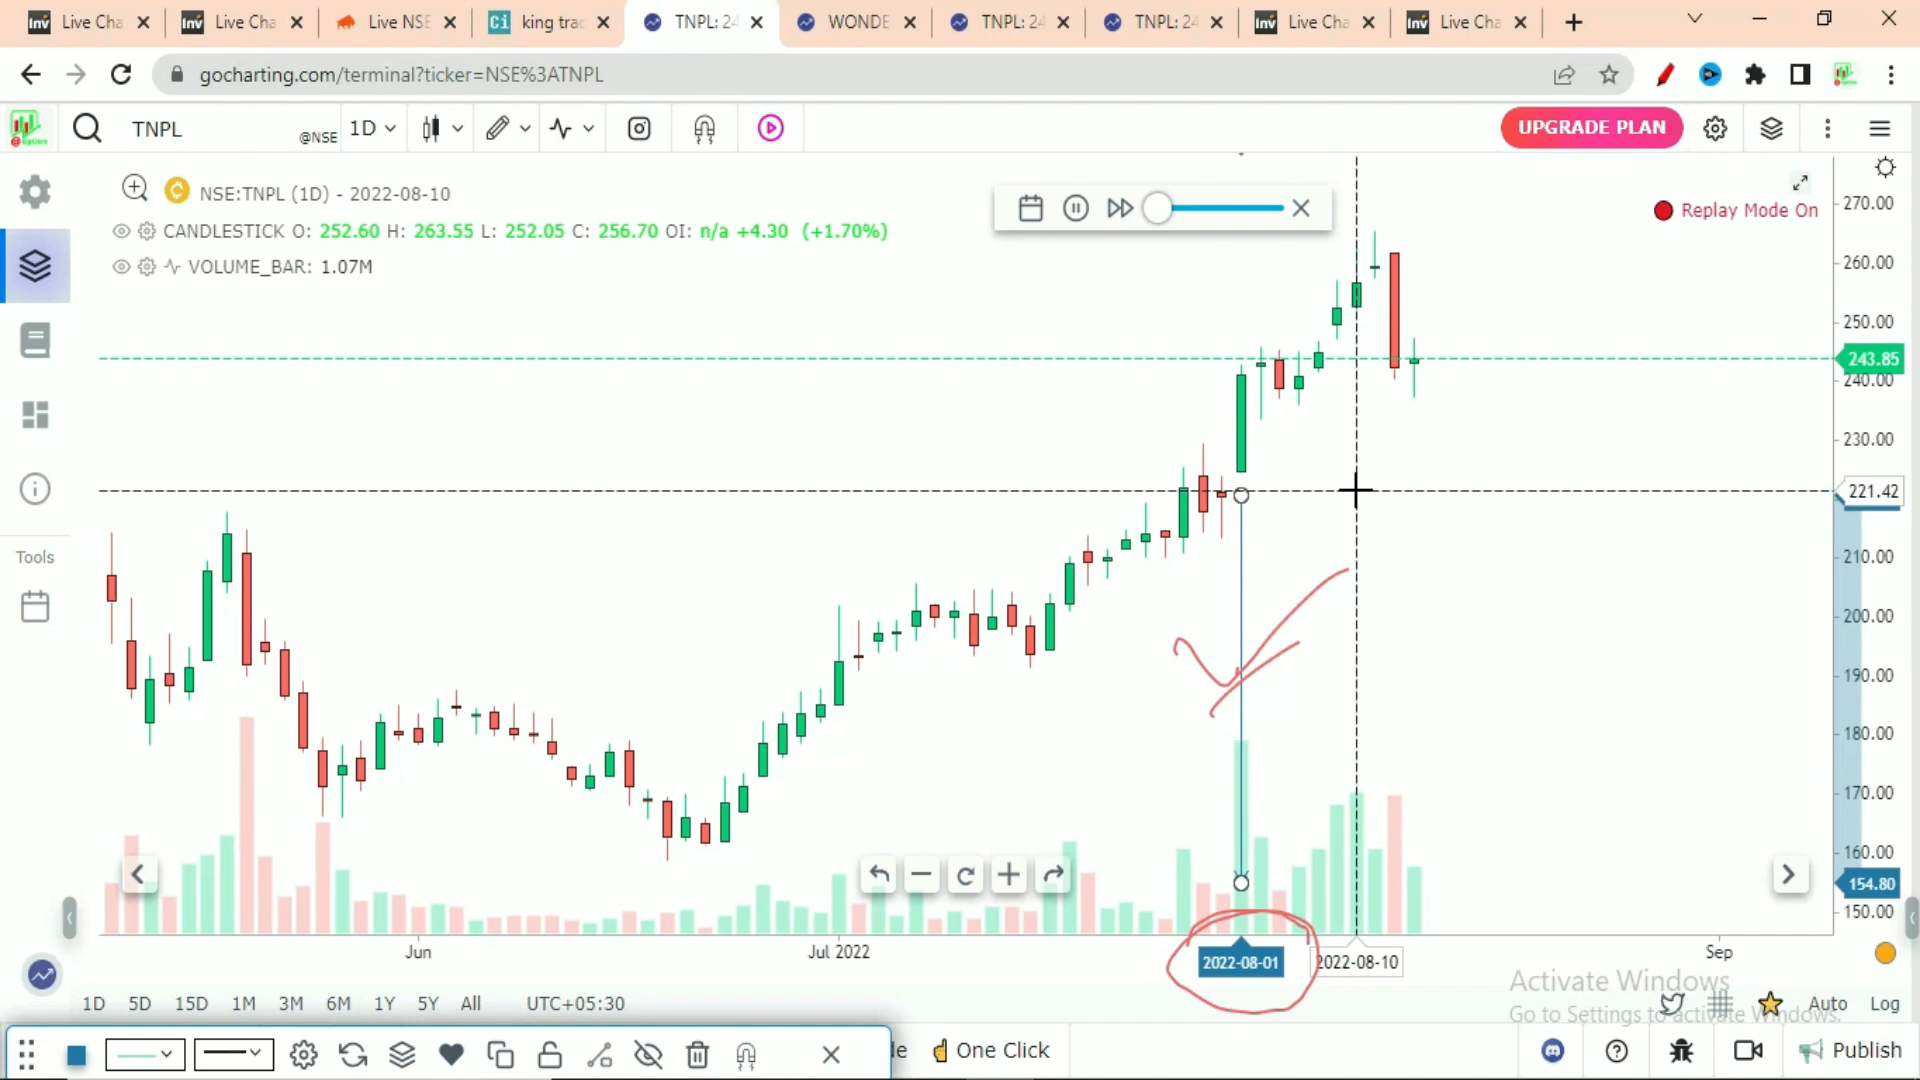 Live Cha
Live Cha
Live NSE
king trac
TNPL: 24
WONDE
TNPL: 24
TNPL: 24
Live Cha
Live Cha
gocharting.com/terminal?ticker=NSE%3ATNPL
TNPL
@NSE
1D
UPGRADE PLAN
NSE:TNPL (1D) - 2022-08-10
CANDLESTICK O: 252.60 H: 263.55 L: 252.05 C: 256.70 OI: n/a +4.30 (+1.70%)
VOLUME_BAR: 1.07M
Replay Mode On
270.00
260.00
250.00
243.85
240.00
230.00
221.42
210.00
200.00
190.00
180.00
170.00
160.00
154.80
150.00
Tools
Jun
Jul 2022
2022-08-01
2022-08-10
Sep
1D 5D 15D 1M 3M 6M 1Y 5Y All UTC+05:30
Auto Log
Activate Windows
Go to Settings to activate Windows.
One Click
Publish